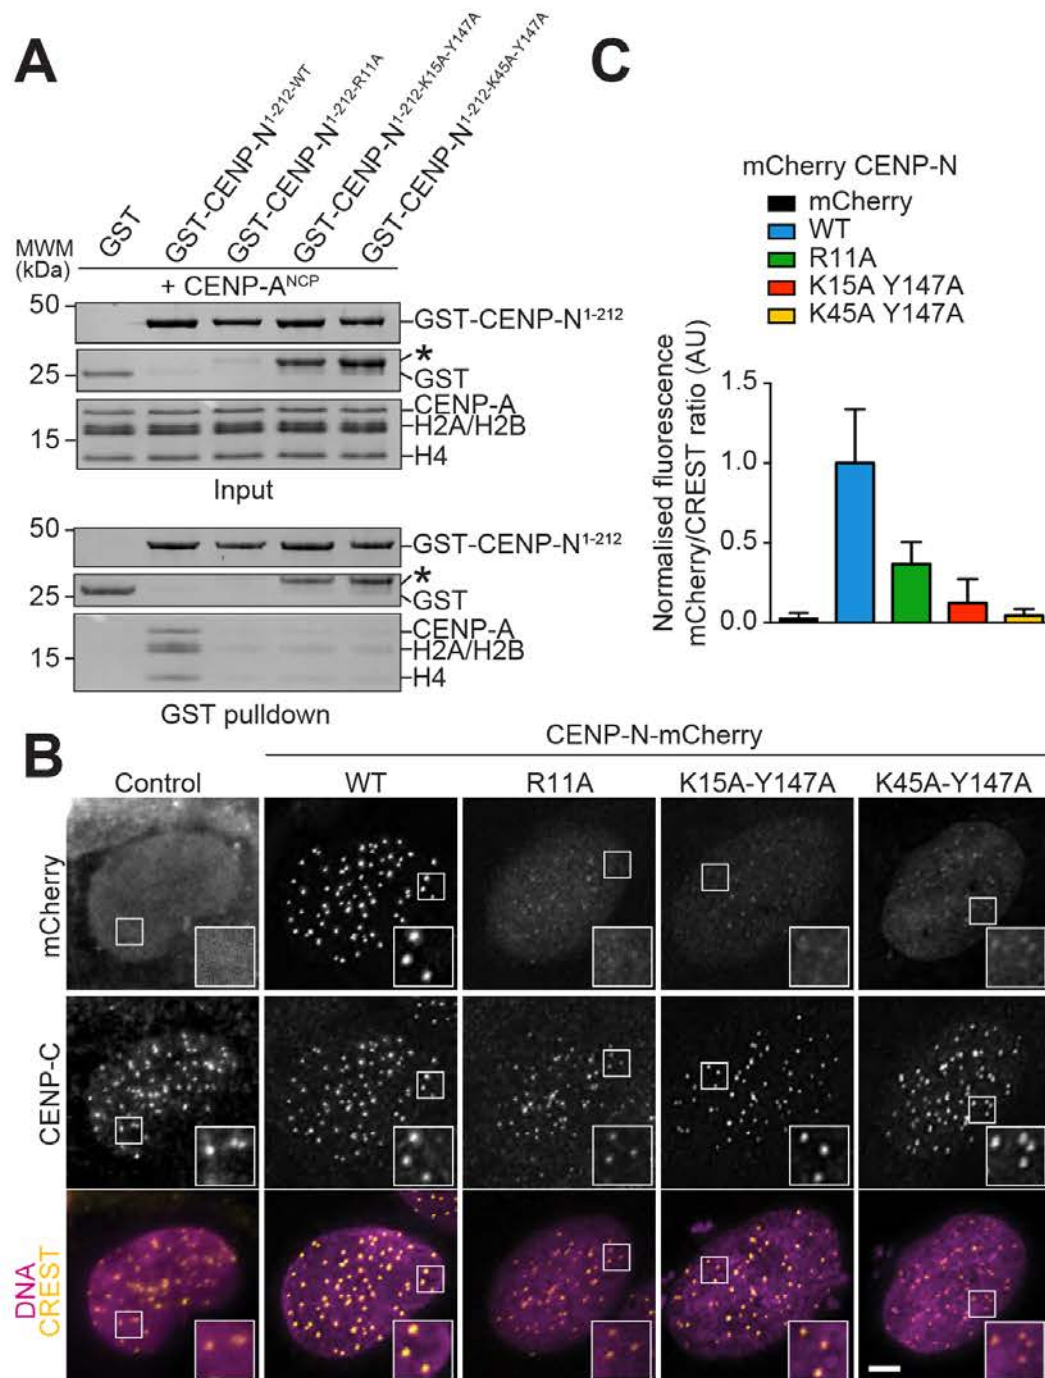 A
GST
GST-CENP-N1-212-WT
GST-CENP-N1-212-R11A
GST-CENP-N1-212-K15A-Y147A
GST-CENP-N1-212-K45A-Y147A
MWM
(kDa)
+ CENP-ANCP
50
GST-CENP-N1-212
*
25
GST
CENP-A
H2A/H2B
15
H4
Input
50
GST-CENP-N1-212
*
25
GST
CENP-A
H2A/H2B
15
H4
GST pulldown
C
mCherry CENP-N
mCherry
WT
R11A
K15A Y147A
K45A Y147A
Normalised fluorescence
mCherry/CREST ratio (AU)
1.5
1.0
0.5
0.0
B
CENP-N-mCherry
Control WT R11A K15A-Y147A K45A-Y147A
mCherry
CENP-C
DNA
CREST